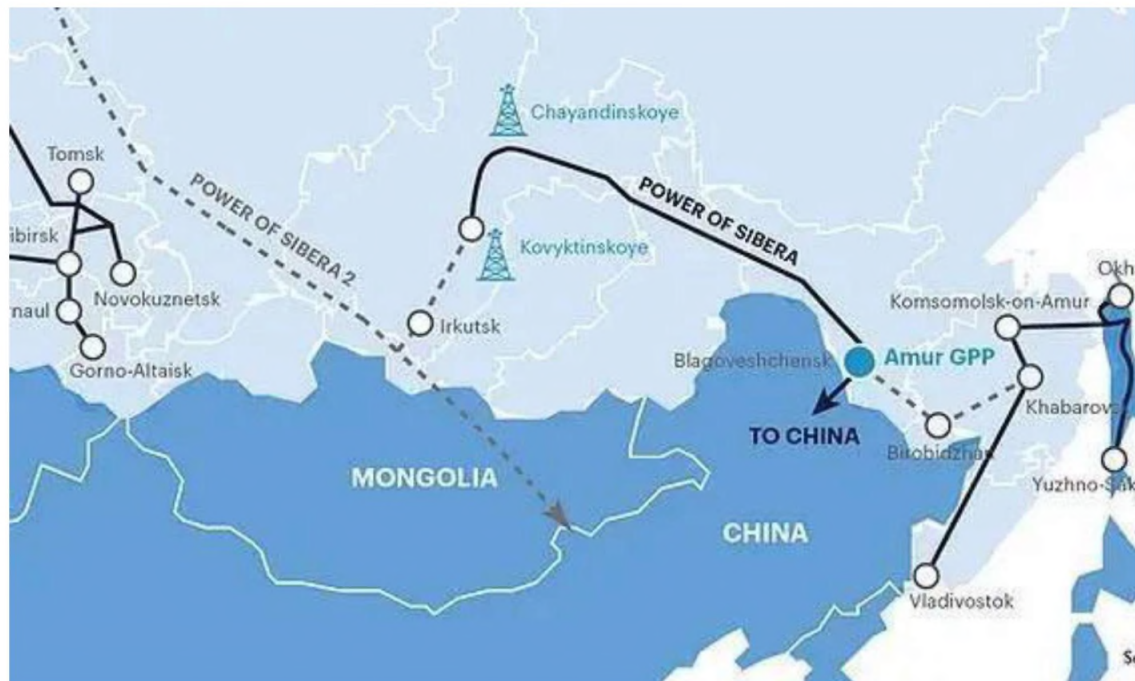 Chayandinskoye
Tomsk
POWER OF SIBERA 2
POWER OF SIBERA
ibirsk
Kovyktinskoye
Okh
Novokuznetsk
rnaul
Irkutsk
Komsomolsk-on-Amur
Gorno-Altaisk
Blagoveshchensk
Amur GPP
Khabarovs
TO CHINA
Birobidzhan
MONGOLIA
Yuzhno-Sak
CHINA
Vladivostok